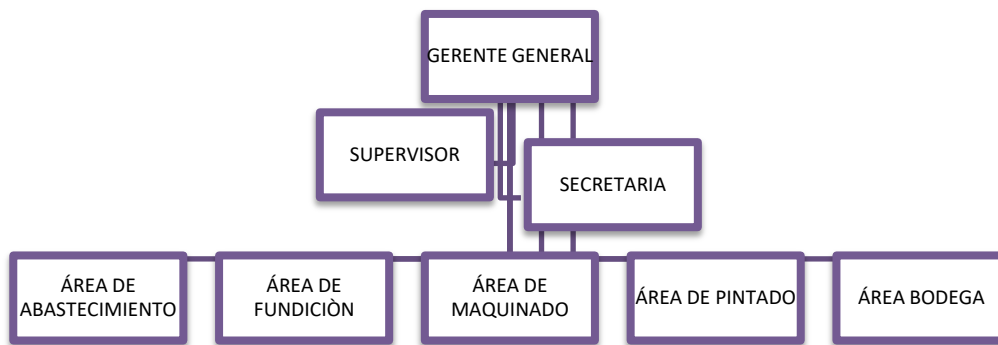 GERENTE GENERAL
SUPERVISOR
SECRETARIA
ÁREA DE
ABASTECIMIENTO
ÁREA DE
FUNDICIÒN
ÁREA DE
MAQUINADO
ÁREA DE PINTADO
ÁREA BODEGA